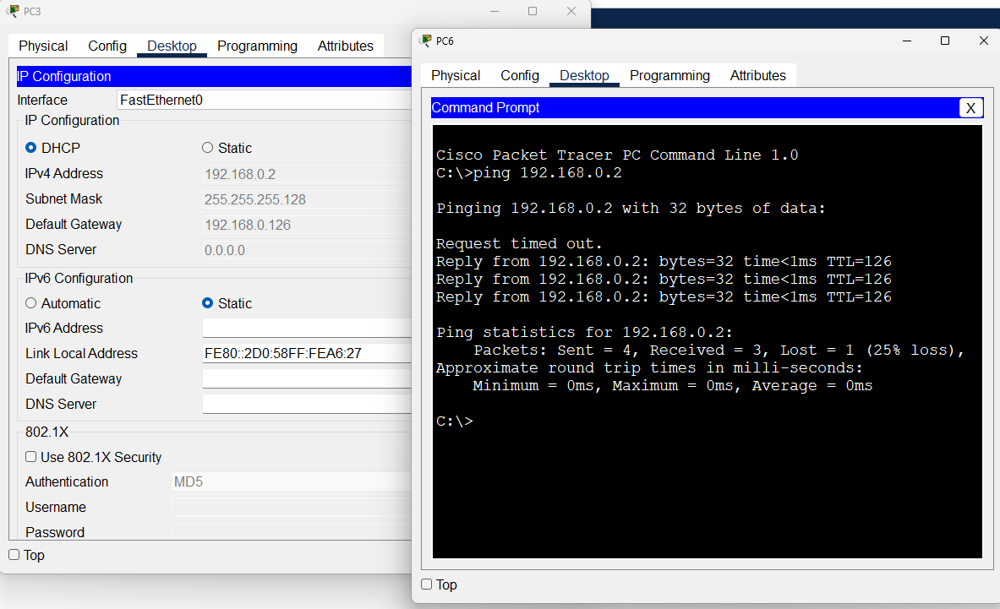 PC3
Physical Config Desktop Programming Attributes
IP Configuration
Interface FastEthernet0
IP Configuration
DHCP Static
IPv4 Address 192.168.0.2
Subnet Mask 255.255.255.128
Default Gateway 192.168.0.126
DNS Server 0.0.0.0
IPv6 Configuration
Automatic Static
IPv6 Address
Link Local Address FE80::2D0:58FF:FEA6:27
Default Gateway
DNS Server
802.1X
Use 802.1X Security
Authentication MD5
Username
Password
Top
PC6
Physical Config Desktop Programming Attributes
Command Prompt X
Cisco Packet Tracer PC Command Line 1.0
C:\>ping 192.168.0.2
Pinging 192.168.0.2 with 32 bytes of data:
Request timed out.
Reply from 192.168.0.2: bytes=32 time<1ms TTL=126
Reply from 192.168.0.2: bytes=32 time<1ms TTL=126
Reply from 192.168.0.2: bytes=32 time<1ms TTL=126
Ping statistics for 192.168.0.2:
Packets: Sent = 4, Received = 3, Lost = 1 (25% loss),
Approximate round trip times in milli-seconds:
Minimum = 0ms, Maximum = 0ms, Average = 0ms
C:\>
Top